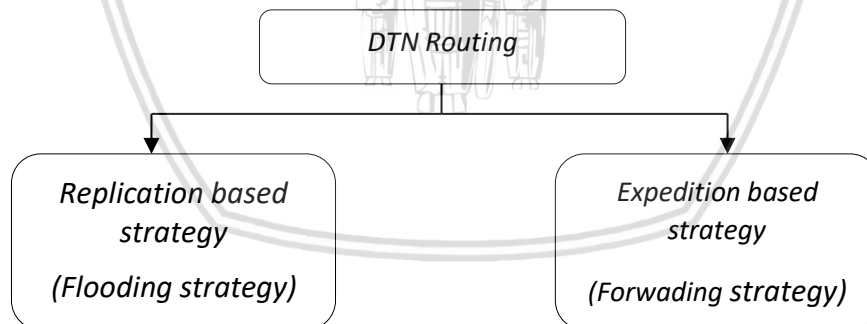 DTN Routing
Replication based
strategy
(Flooding strategy)
Expedition based
strategy
(Forwading strategy)